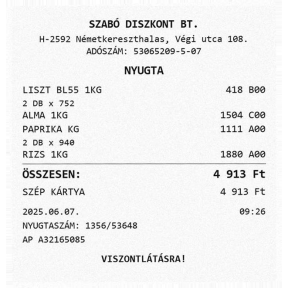 SZABÓ DISZKONT BT.
H-2592 Németkereszthalas, Végi utca 108.
ADÓSZÁM: 53065209-5-07
NYUGTA
LISZT BL55 1KG 418 B00
2 DB x 752
ALMA 1KG 1504 C00
PAPRIKA KG 1111 A00
2 DB x 940
RIZS 1KG 1880 A00
ÖSSZESEN: 4 913 Ft
SZÉP KÁRTYA 4 913 Ft
2025.06.07. 09:26
NYUGTASZÁM: 1356/53648
AP A32165085
VISZONTLÁTÁSRA!